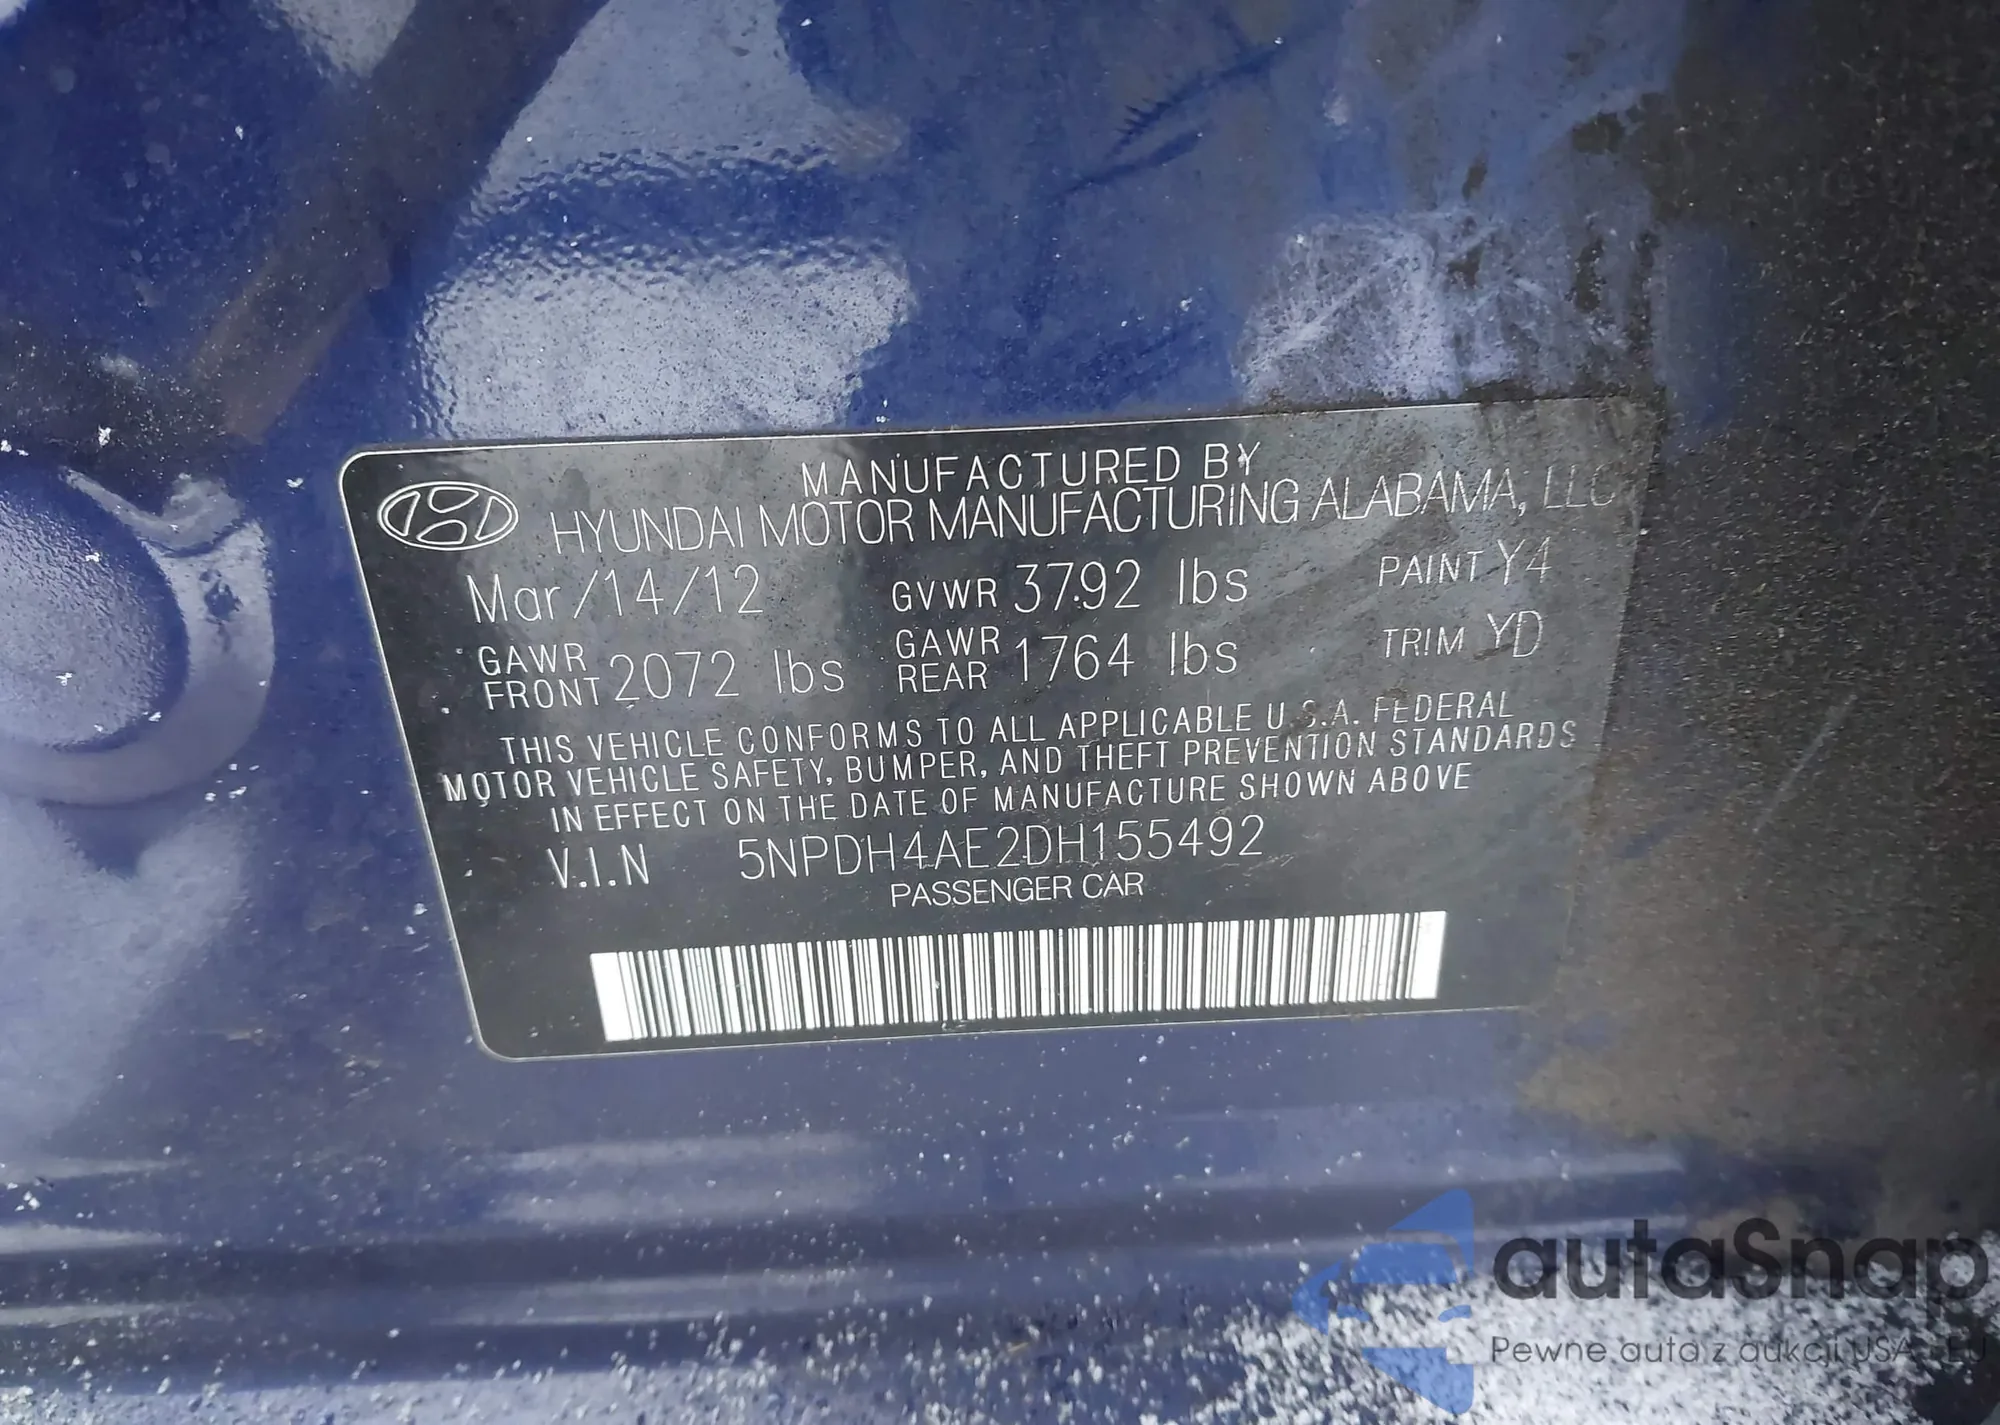 MANUFACTURED BY
HYUNDAI MOTOR MANUFACTURING ALABAMA, LLC
Mar/14/12 GVWR 3792 lbs PAINT Y4
GAWR FRONT 2072 lbs GAWR REAR 1764 lbs TRIM YD
THIS VEHICLE CONFORMS TO ALL APPLICABLE U.S.A. FEDERAL
MOTOR VEHICLE SAFETY, BUMPER, AND THEFT PREVENTION STANDARDS
IN EFFECT ON THE DATE OF MANUFACTURE SHOWN ABOVE
V.I.N 5NPDH4AE2DH155492
PASSENGER CAR
autaSnap
Pewne auta z aukcji USA i EU